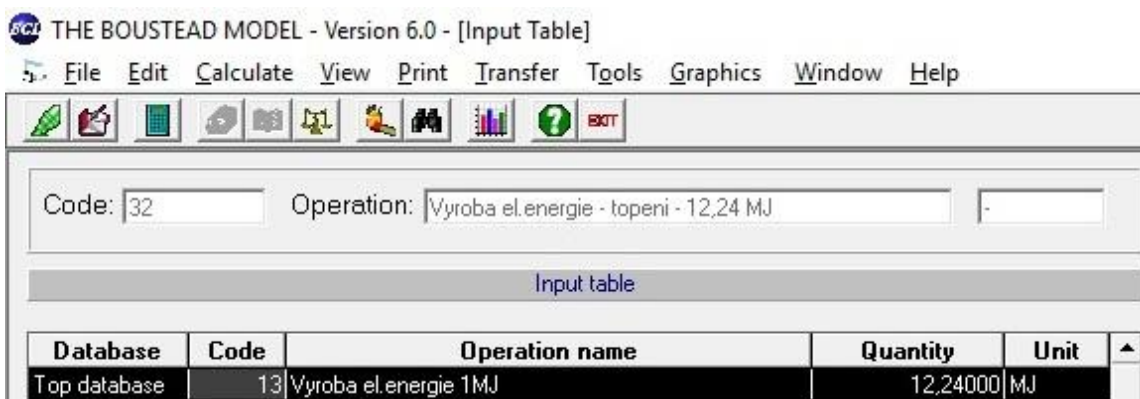 ECL THE BOUSTEAD MODEL - Version 6.0 - [Input Table]
File Edit Calculate View Print Transfer Tools Graphics Window Help
EXIT
Code: 32 Operation: Vyroba el.energie - topeni - 12,24 MJ -
Input table
Database Code Operation name Quantity Unit
Top database 13 Vyroba el.energie 1MJ 12,24000 MJ